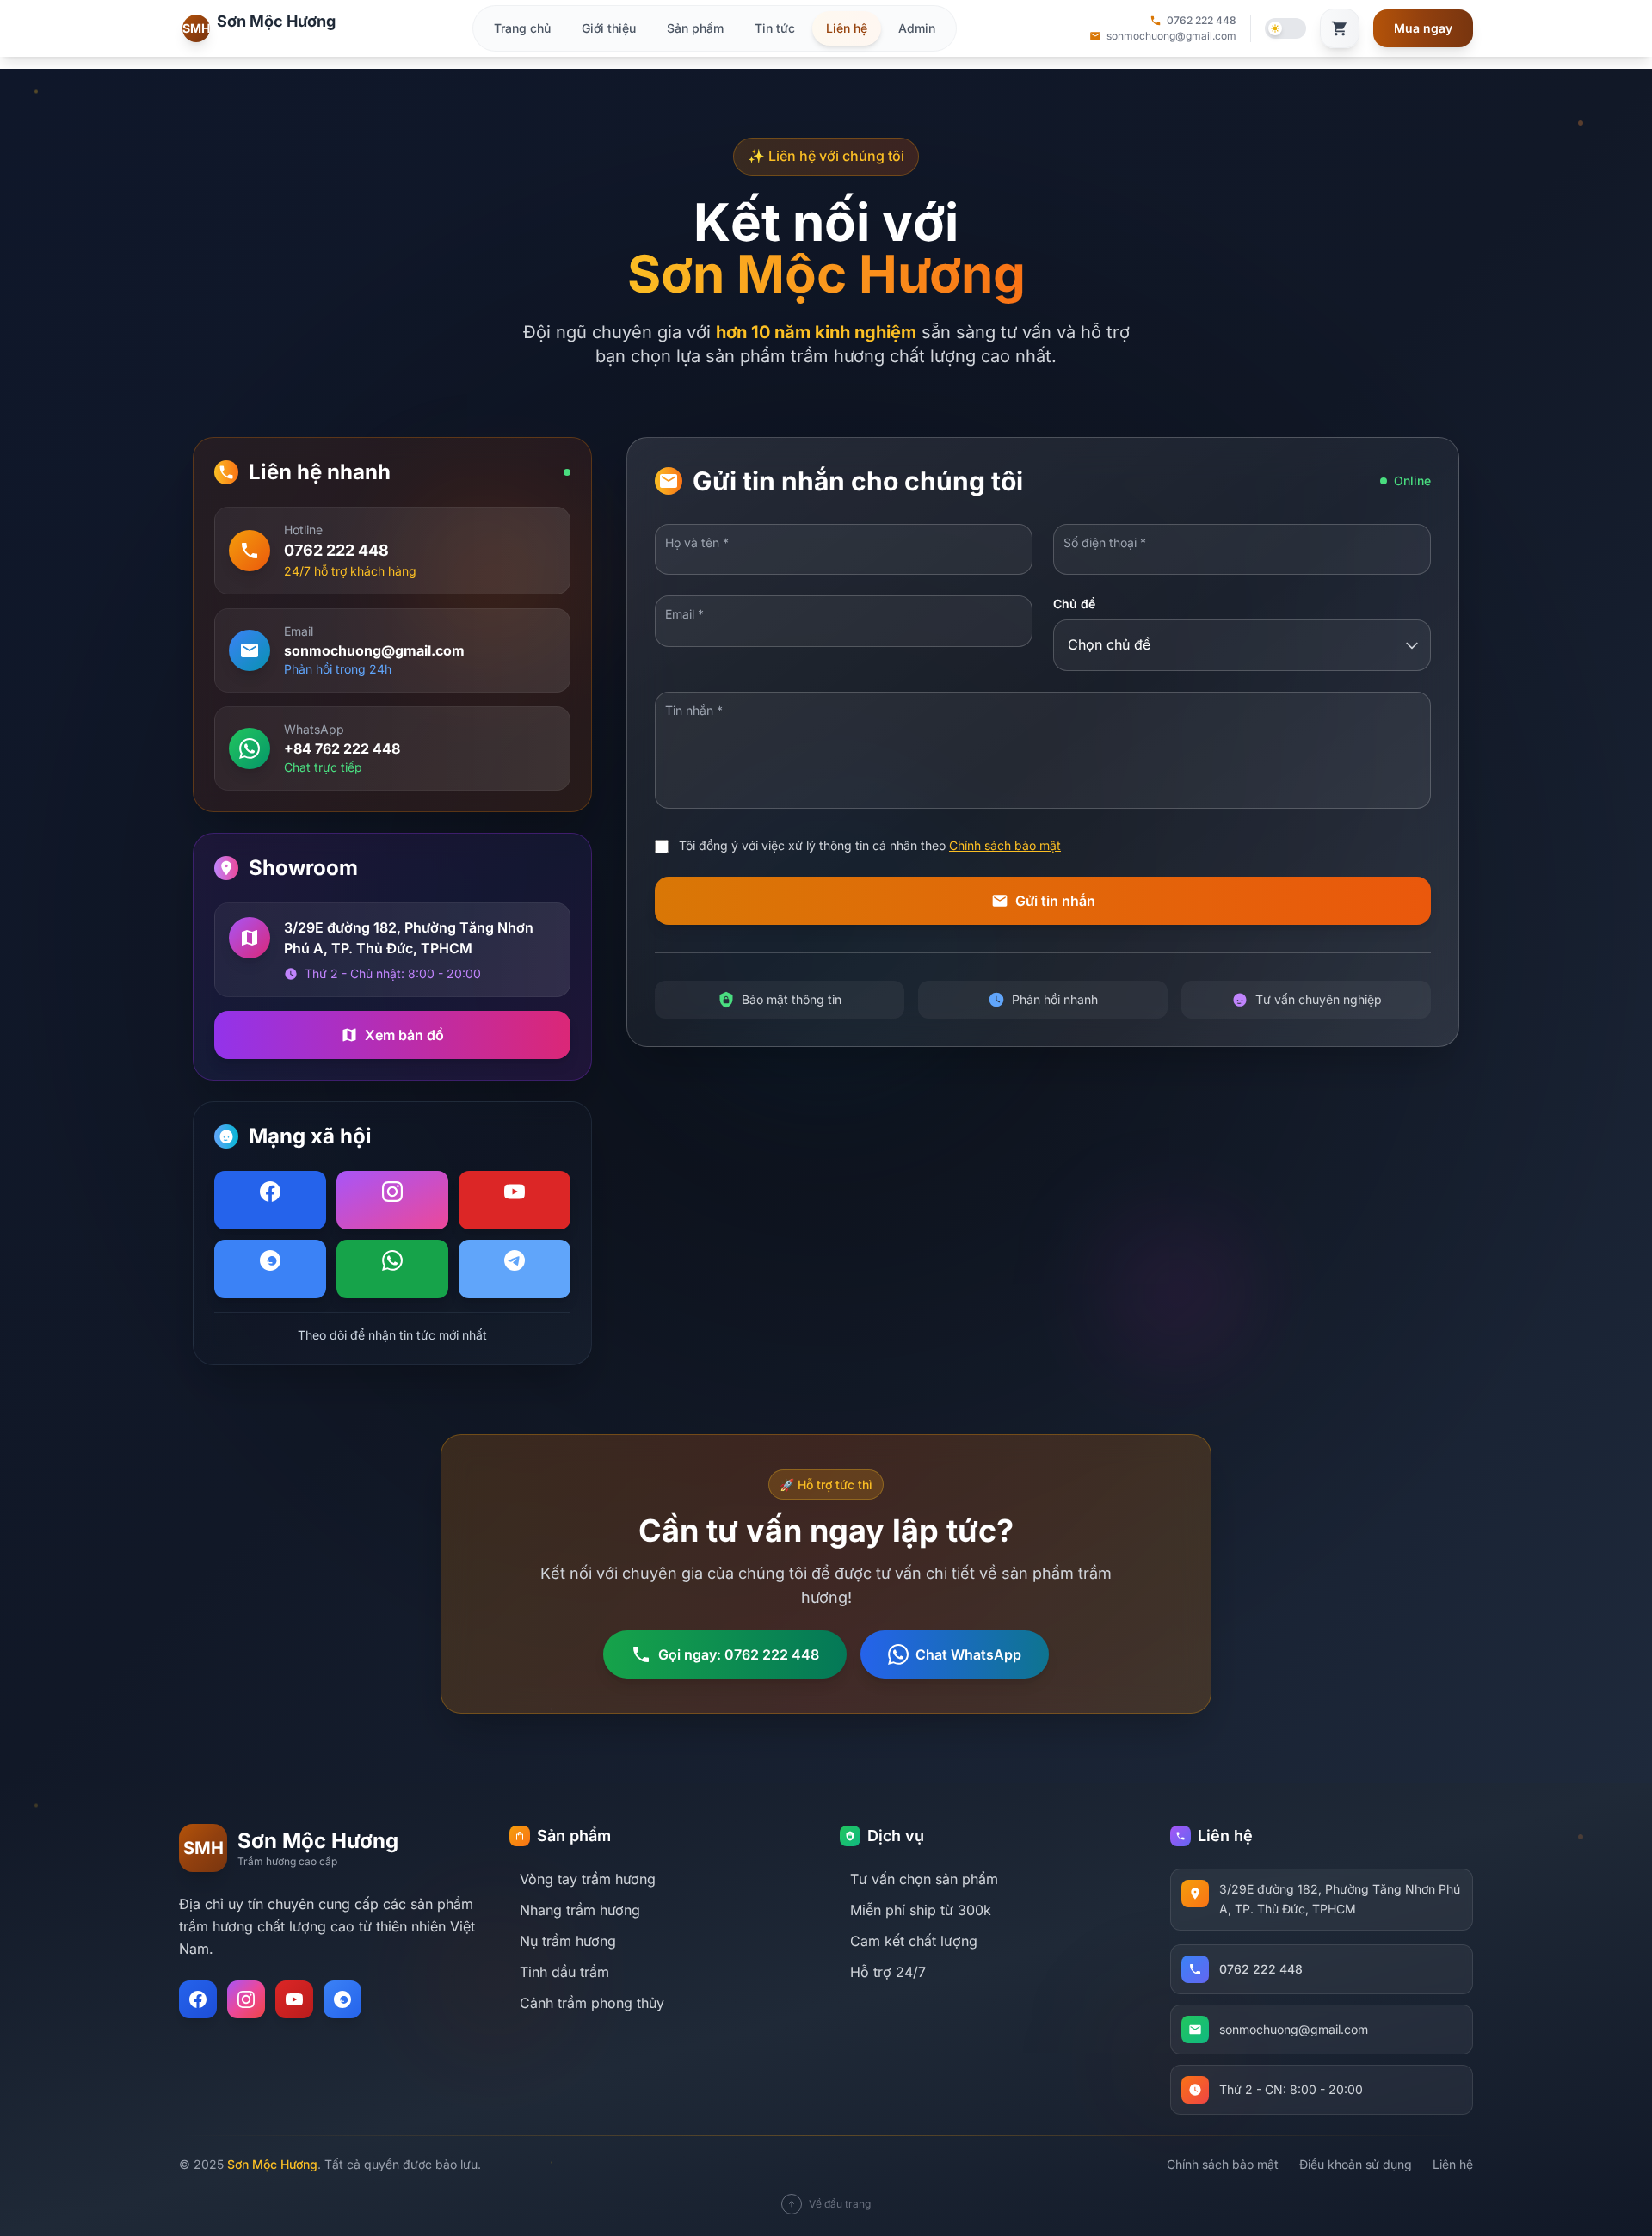 SMH
Sơn Mộc Hương
Trang chủ
Giới thiệu
Sản phẩm
Tin tức
Liên hệ
Admin
0762 222 448
sonmochuong@gmail.com
Mua ngay
✨ Liên hệ với chúng tôi
Kết nối với
Sơn Mộc Hương
Đội ngũ chuyên gia với hơn 10 năm kinh nghiệm sẵn sàng tư vấn và hỗ trợ
bạn chọn lựa sản phẩm trầm hương chất lượng cao nhất.
Liên hệ nhanh
Hotline
0762 222 448
24/7 hỗ trợ khách hàng
Email
sonmochuong@gmail.com
Phản hồi trong 24h
WhatsApp
+84 762 222 448
Chat trực tiếp
Showroom
3/29E đường 182, Phường Tăng Nhơn
Phú A, TP. Thủ Đức, TPHCM
Thứ 2 - Chủ nhật: 8:00 - 20:00
Xem bản đồ
Mạng xã hội
Theo dõi để nhận tin tức mới nhất
Gửi tin nhắn cho chúng tôi
Online
Họ và tên *
Số điện thoại *
Email *
Chủ đề
Chọn chủ đề
Tin nhắn *
Tôi đồng ý với việc xử lý thông tin cá nhân theo Chính sách bảo mật
Gửi tin nhắn
Bảo mật thông tin
Phản hồi nhanh
Tư vấn chuyên nghiệp
🚀 Hỗ trợ tức thì
Cần tư vấn ngay lập tức?
Kết nối với chuyên gia của chúng tôi để được tư vấn chi tiết về sản phẩm trầm
hương!
Gọi ngay: 0762 222 448
Chat WhatsApp
SMH
Sơn Mộc Hương
Trầm hương cao cấp
Địa chỉ uy tín chuyên cung cấp các sản phẩm
trầm hương chất lượng cao từ thiên nhiên Việt
Nam.
Sản phẩm
Vòng tay trầm hương
Nhang trầm hương
Nụ trầm hương
Tinh dầu trầm
Cảnh trầm phong thủy
Dịch vụ
Tư vấn chọn sản phẩm
Miễn phí ship từ 300k
Cam kết chất lượng
Hỗ trợ 24/7
Liên hệ
3/29E đường 182, Phường Tăng Nhơn Phú
A, TP. Thủ Đức, TPHCM
0762 222 448
sonmochuong@gmail.com
Thứ 2 - CN: 8:00 - 20:00
© 2025 Sơn Mộc Hương. Tất cả quyền được bảo lưu.
Chính sách bảo mật
Điều khoản sử dụng
Liên hệ
Về đầu trang